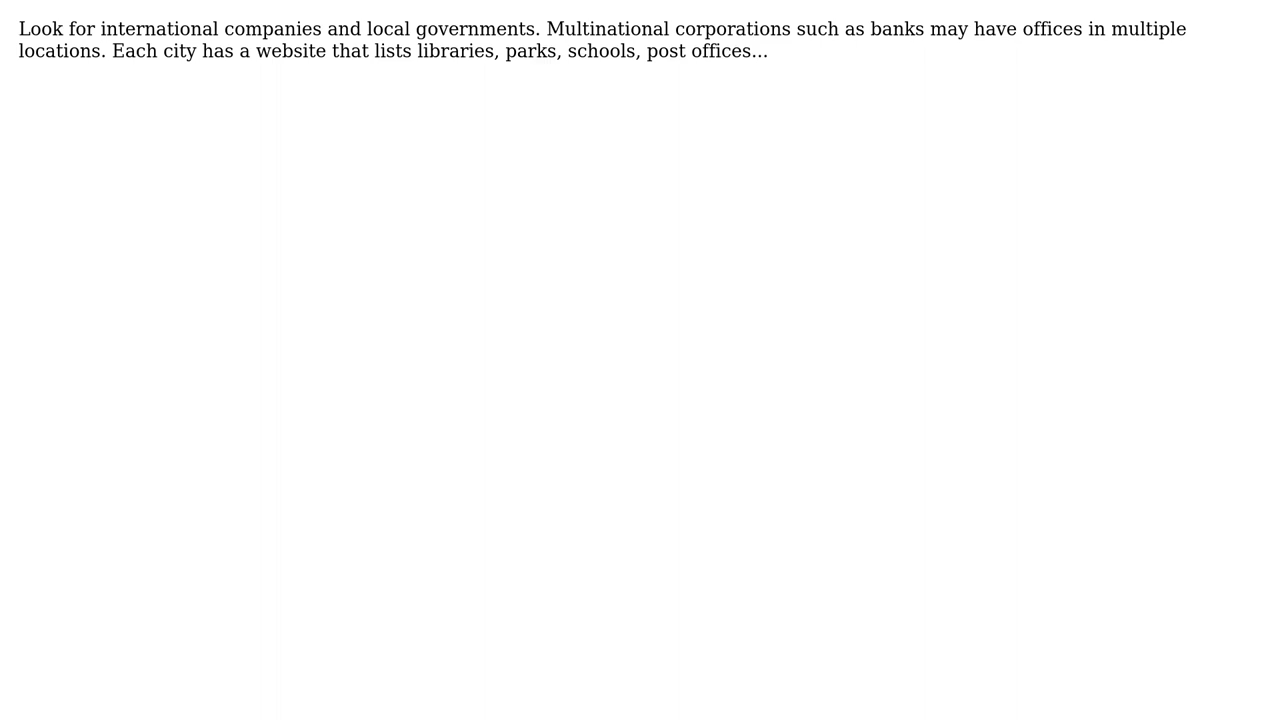 Look for international companies and local governments. Multinational corporations such as banks may have offices in multiple
locations. Each city has a website that lists libraries, parks, schools, post offices...